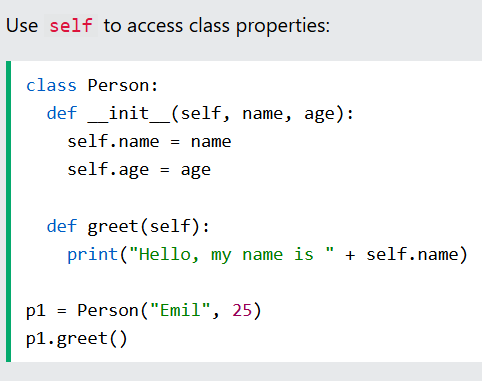 Use self to access class properties:
class Person:
  def __init__(self, name, age):
    self.name = name
    self.age = age
  def greet(self):
    print("Hello, my name is " + self.name)
p1 = Person("Emil", 25)
p1.greet()